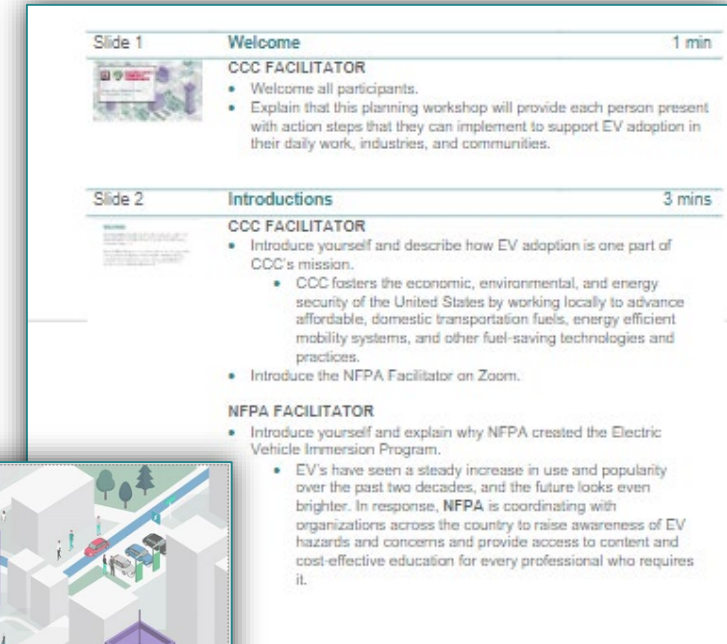 Slide 1 Welcome 1 min
CCC FACILITATOR
• Welcome all participants.
• Explain that this planning workshop will provide each person present
with action steps that they can implement to support EV adoption in
their daily work, industries, and communities.
Slide 2 Introductions 3 mins
CCC FACILITATOR
• Introduce yourself and describe how EV adoption is one part of
CCC's mission.
• CCC fosters the economic, environmental, and energy
security of the United States by working locally to advance
affordable, domestic transportation fuels, energy efficient
mobility systems, and other fuel-saving technologies and
practices.
• Introduce the NFPA Facilitator on Zoom.
NFPA FACILITATOR
• Introduce yourself and explain why NFPA created the Electric
Vehicle Immersion Program.
• EV's have seen a steady increase in use and popularity
over the past two decades, and the future looks even
brighter. In response, NFPA is coordinating with
organizations across the country to raise awareness of EV
hazards and concerns and provide access to content and
cost-effective education for every professional who requires
it.